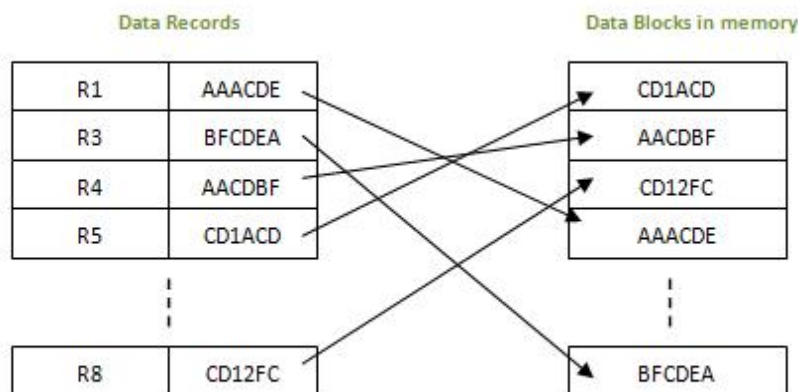 Data Records Data Blocks in memory
R1 AAACDE CD1ACD
R3 BFCDEA AACDBF
R4 AACDBF CD12FC
R5 CD1ACD AAACDE
R8 CD12FC BFCDEA